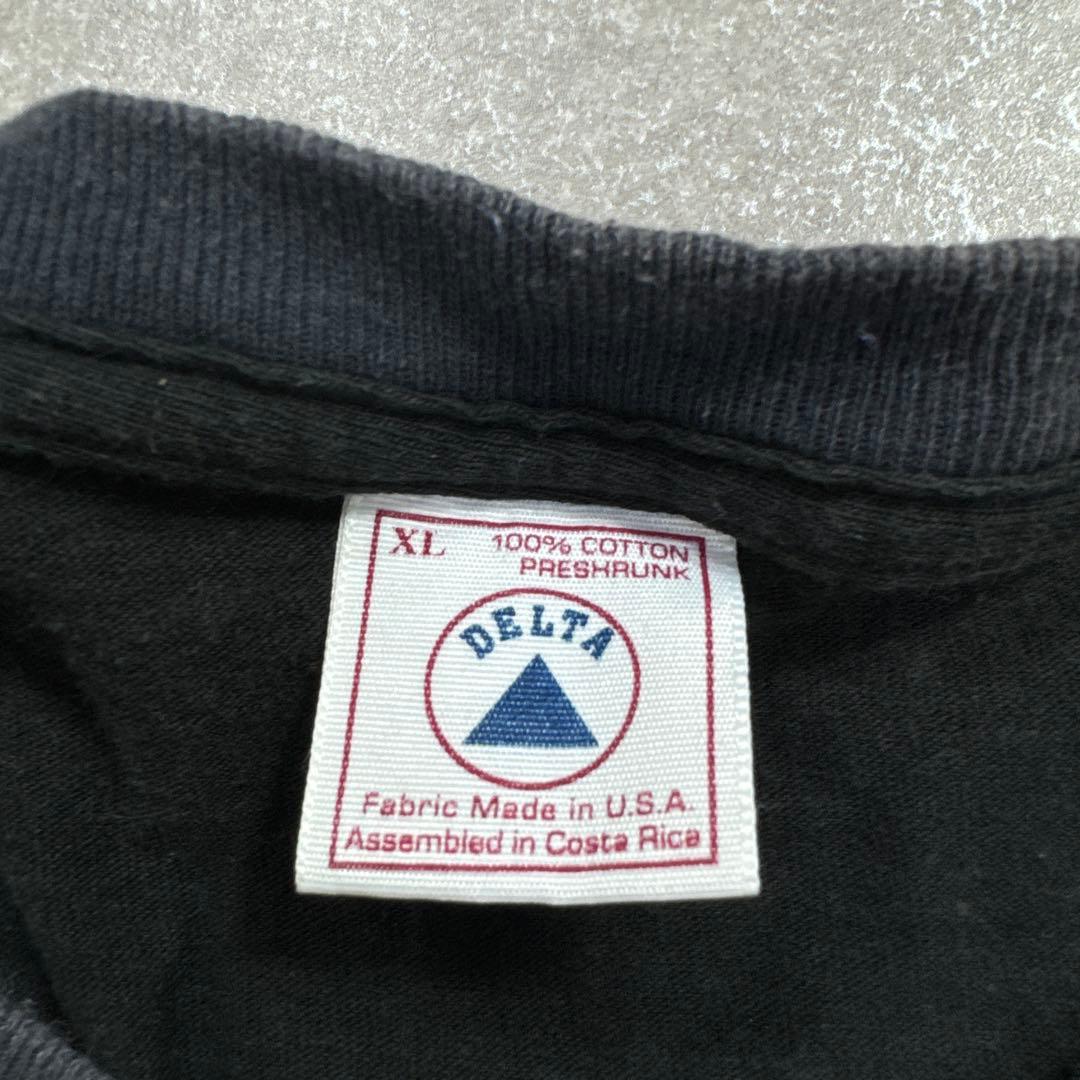 XL 100% COTTON
PRESHRUNK
DELTA
Fabric Made in U.S.A.
Assembled in Costa Rica